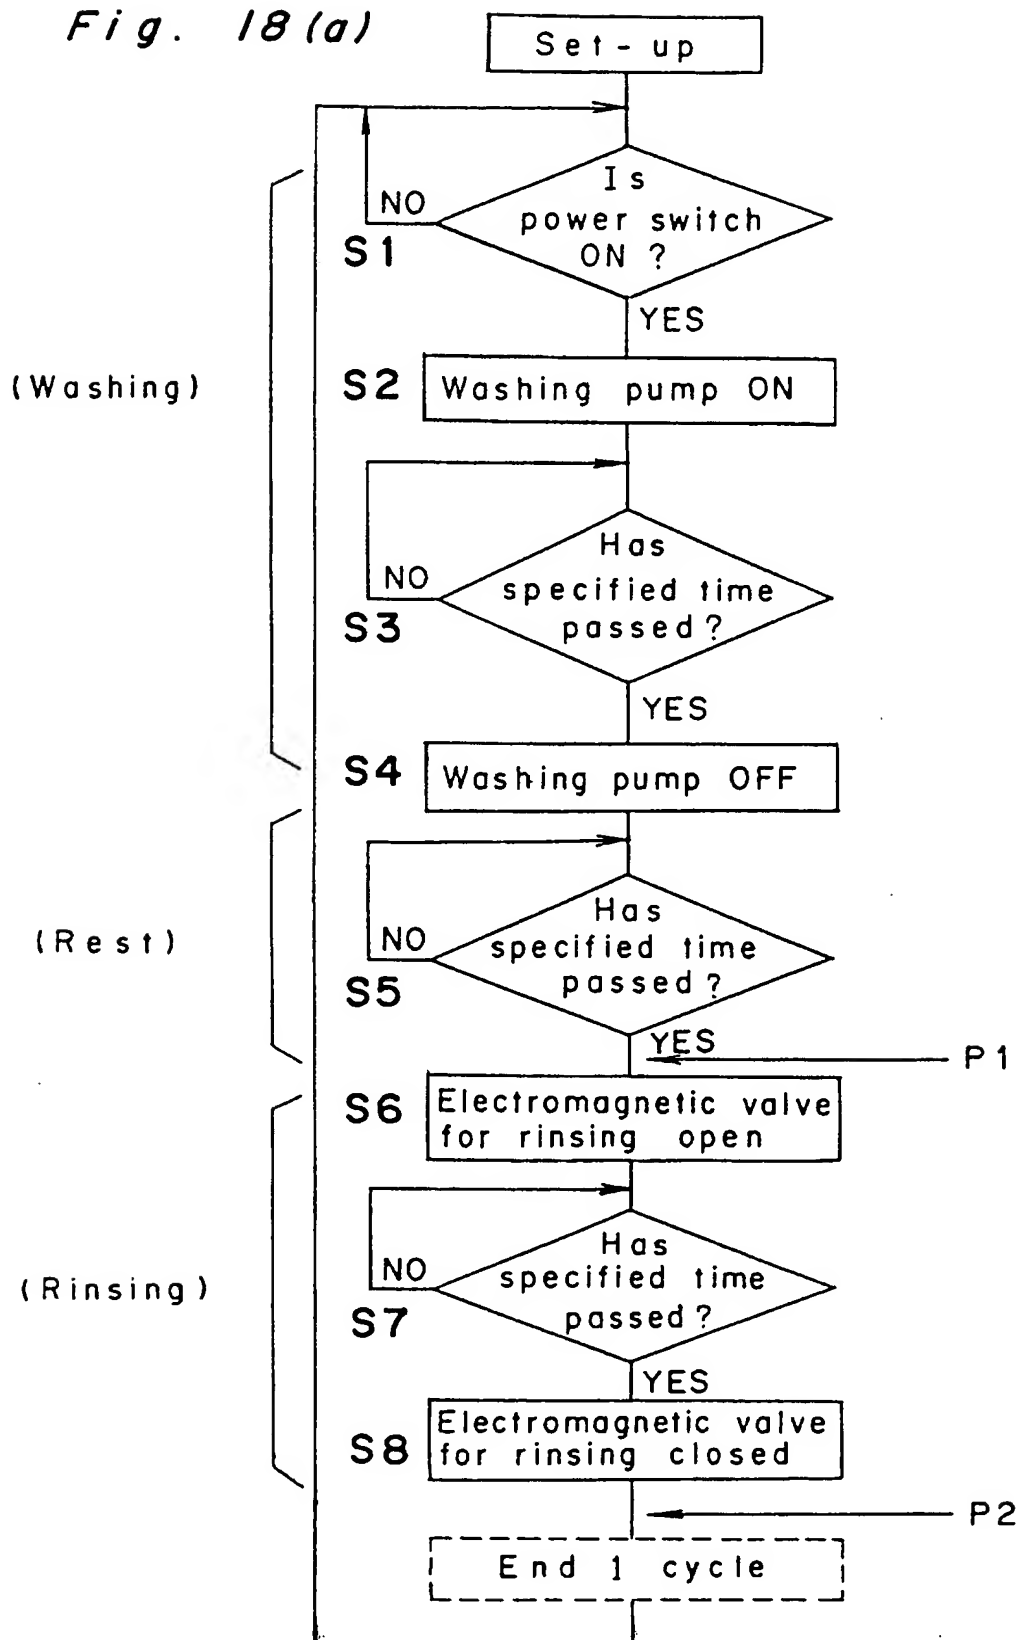 Fig. 18(a)
Set-up
Is
power switch
ON ?
NO
S1
YES
(Washing)
S2
Washing pump ON
Has
specified time
passed?
NO
S3
YES
S4
Washing pump OFF
Has
specified time
passed?
NO
(Rest)
S5
YES
P1
S6
Electromagnetic valve
for rinsing open
Has
specified time
passed?
NO
(Rinsing)
S7
YES
S8
Electromagnetic valve
for rinsing closed
P2
End 1 cycle